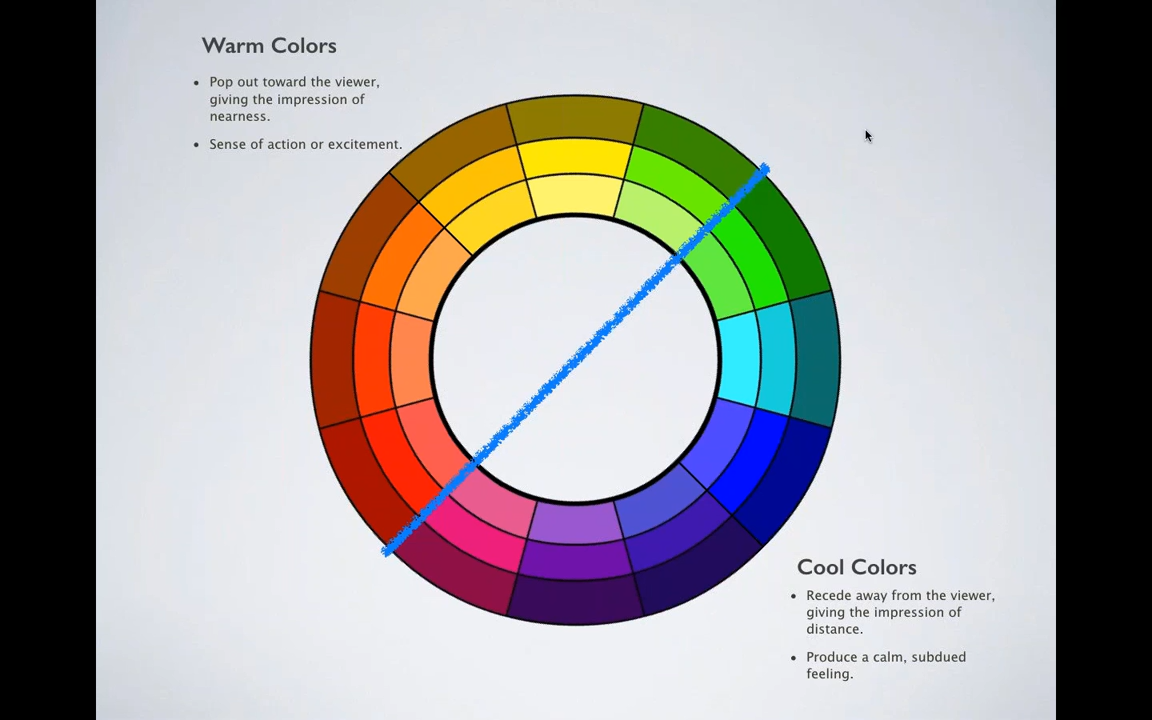 Warm Colors
• Pop out toward the viewer,
giving the impression of
nearness.
• Sense of action or excitement.
Cool Colors
• Recede away from the viewer,
giving the impression of
distance.
• Produce a calm, subdued
feeling.